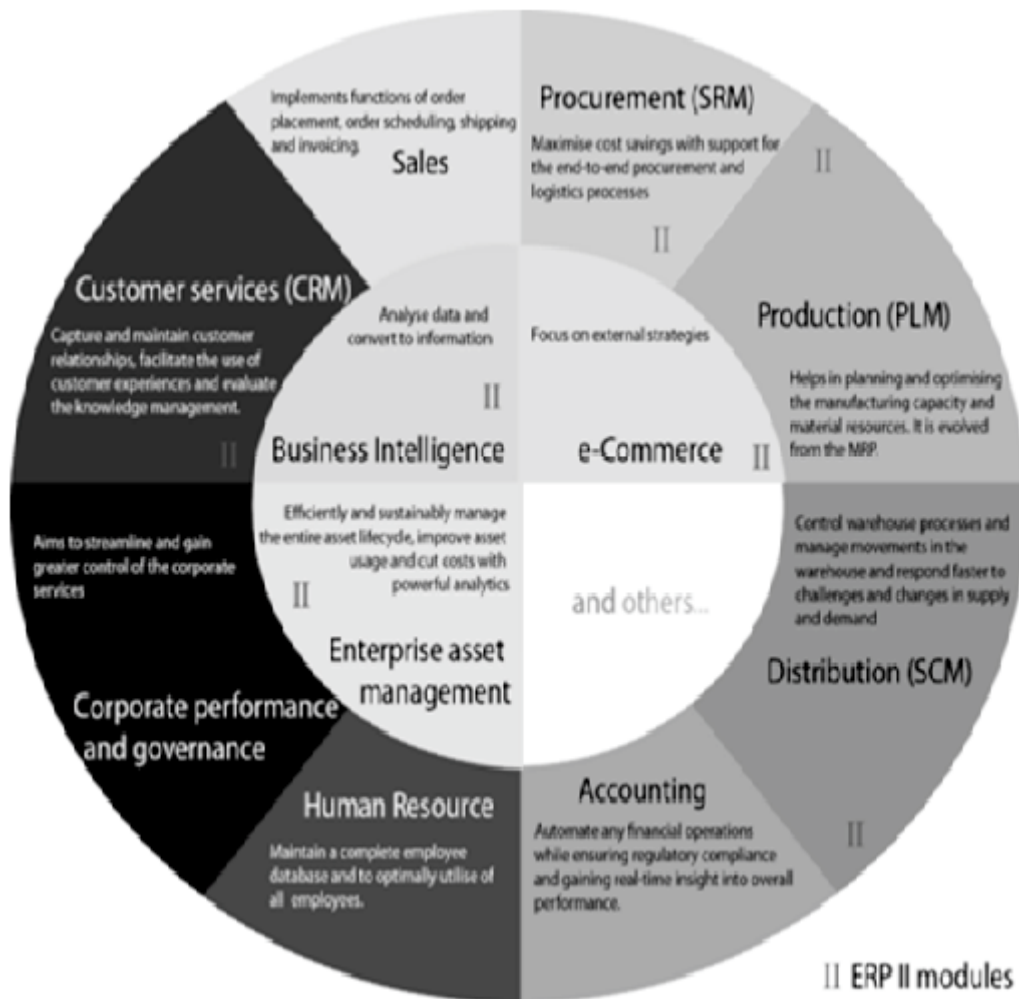 Implements functions of order
placement, order scheduling, shipping
and invoicing.
Sales
Procurement (SRM)
Maximise cost savings with support for
the end-to-end procurement and
logistics processes
II
II
Customer services (CRM)
Capture and maintain customer
relationships, facilitate the use of
customer experiences and evaluate
the knowledge management.
II
Analyse data and
convert to information
II
Business Intelligence
Focus on external strategies
e-Commerce
II
Production (PLM)
Helps in planning and optimising
the manufacturing capacity and
material resources. It is evolved
from the MRP.
Aims to streamline and gain
greater control of the corporate
services
Corporate performance
and governance
Efficiently and sustainably manage
the entire asset lifecycle, improve asset
usage and cut costs with
powerful analytics
II
Enterprise asset
management
and others...
Control warehouse processes and
manage movements in the
warehouse and respond faster to
challenges and changes in supply
and demand
Distribution (SCM)
II
Human Resource
Maintain a complete employee
database and to optimally utilise of
all employees.
Accounting
Automate any financial operations
while ensuring regulatory compliance
and gaining real-time insight into overall
performance.
II ERP II modules